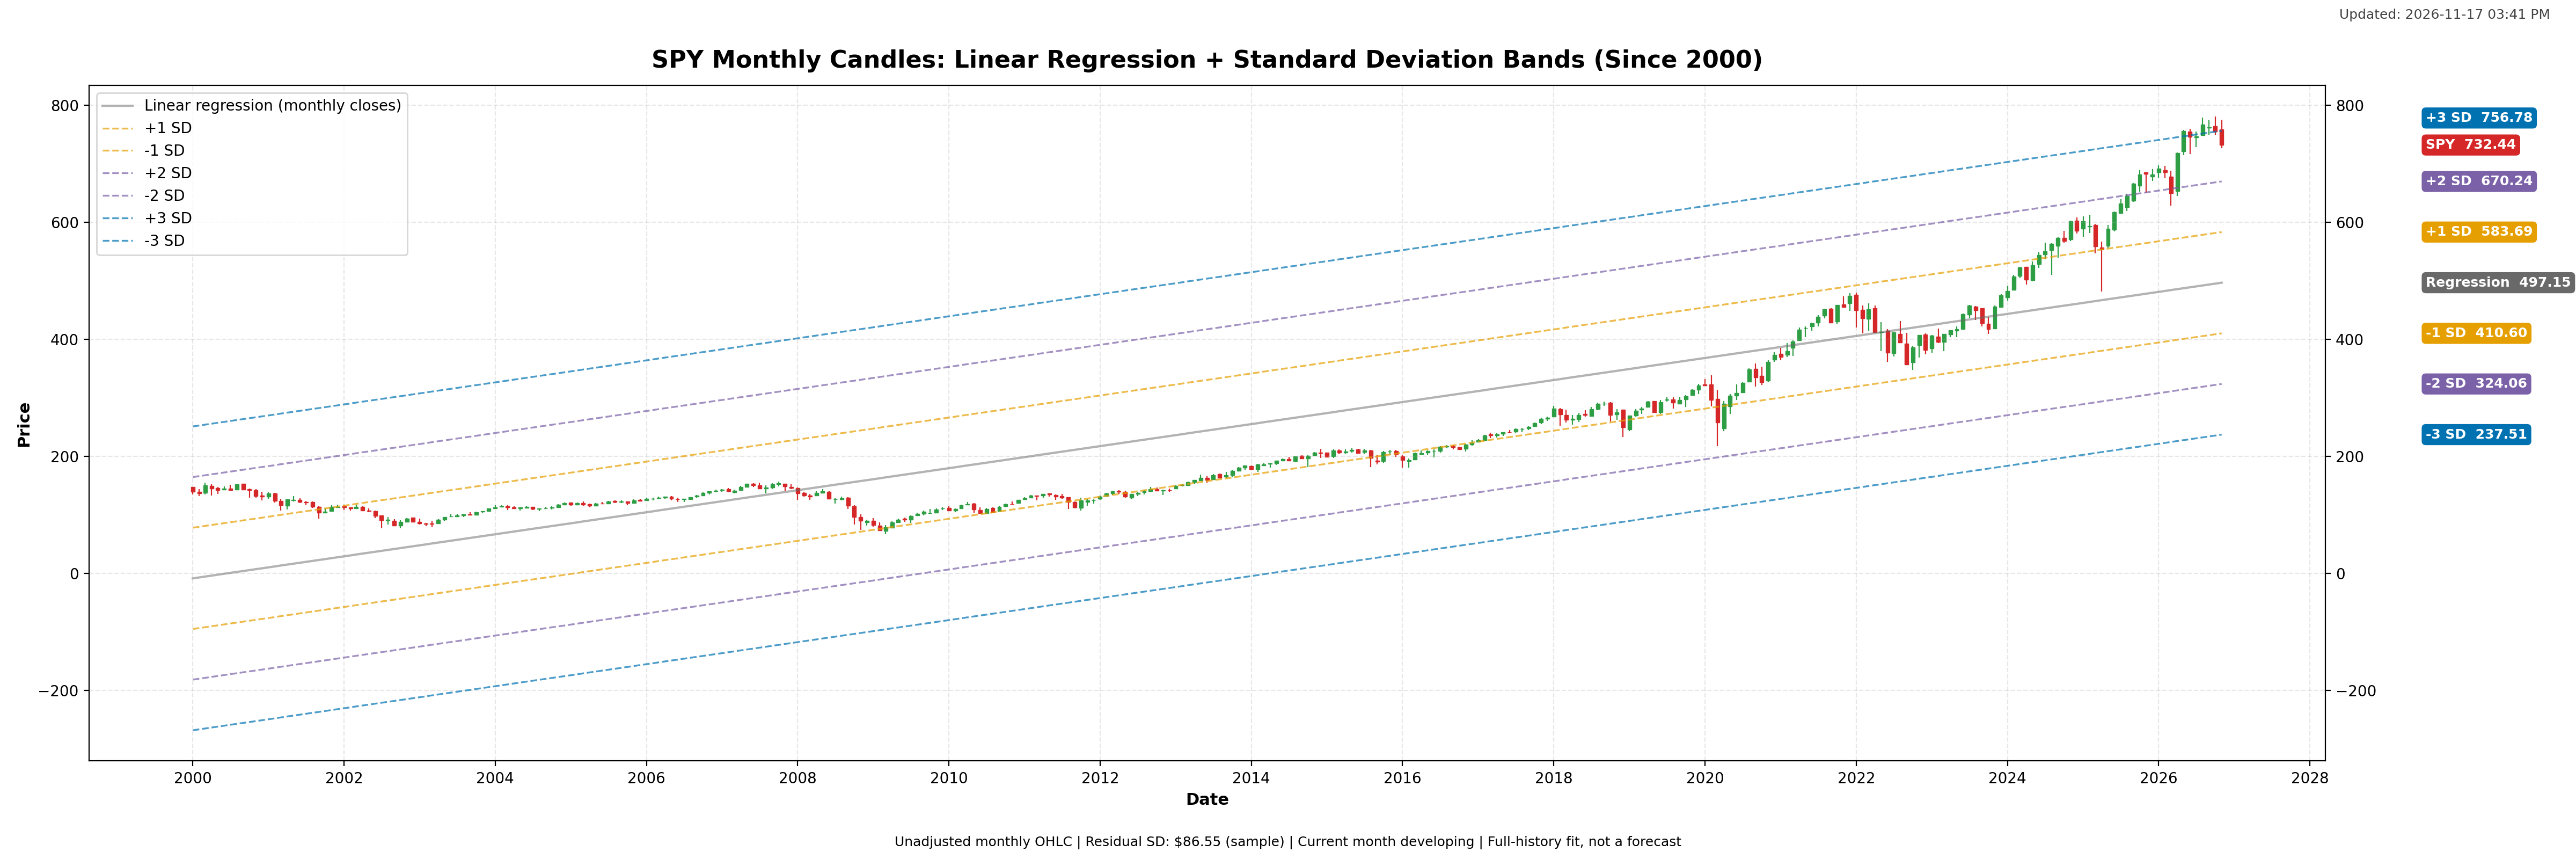 Updated: 2026-11-17 03:41 PM
SPY Monthly Candles: Linear Regression + Standard Deviation Bands (Since 2000)
Linear regression (monthly closes)
+1 SD
-1 SD
+2 SD
-2 SD
+3 SD
-3 SD
Price
800
600
400
200
0
−200
800
600
400
200
0
−200
+3 SD 756.78
SPY 732.44
+2 SD 670.24
+1 SD 583.69
Regression 497.15
-1 SD 410.60
-2 SD 324.06
-3 SD 237.51
2000 2002 2004 2006 2008 2010 2012 2014 2016 2018 2020 2022 2024 2026 2028
Date
Unadjusted monthly OHLC | Residual SD: $86.55 (sample) | Current month developing | Full-history fit, not a forecast